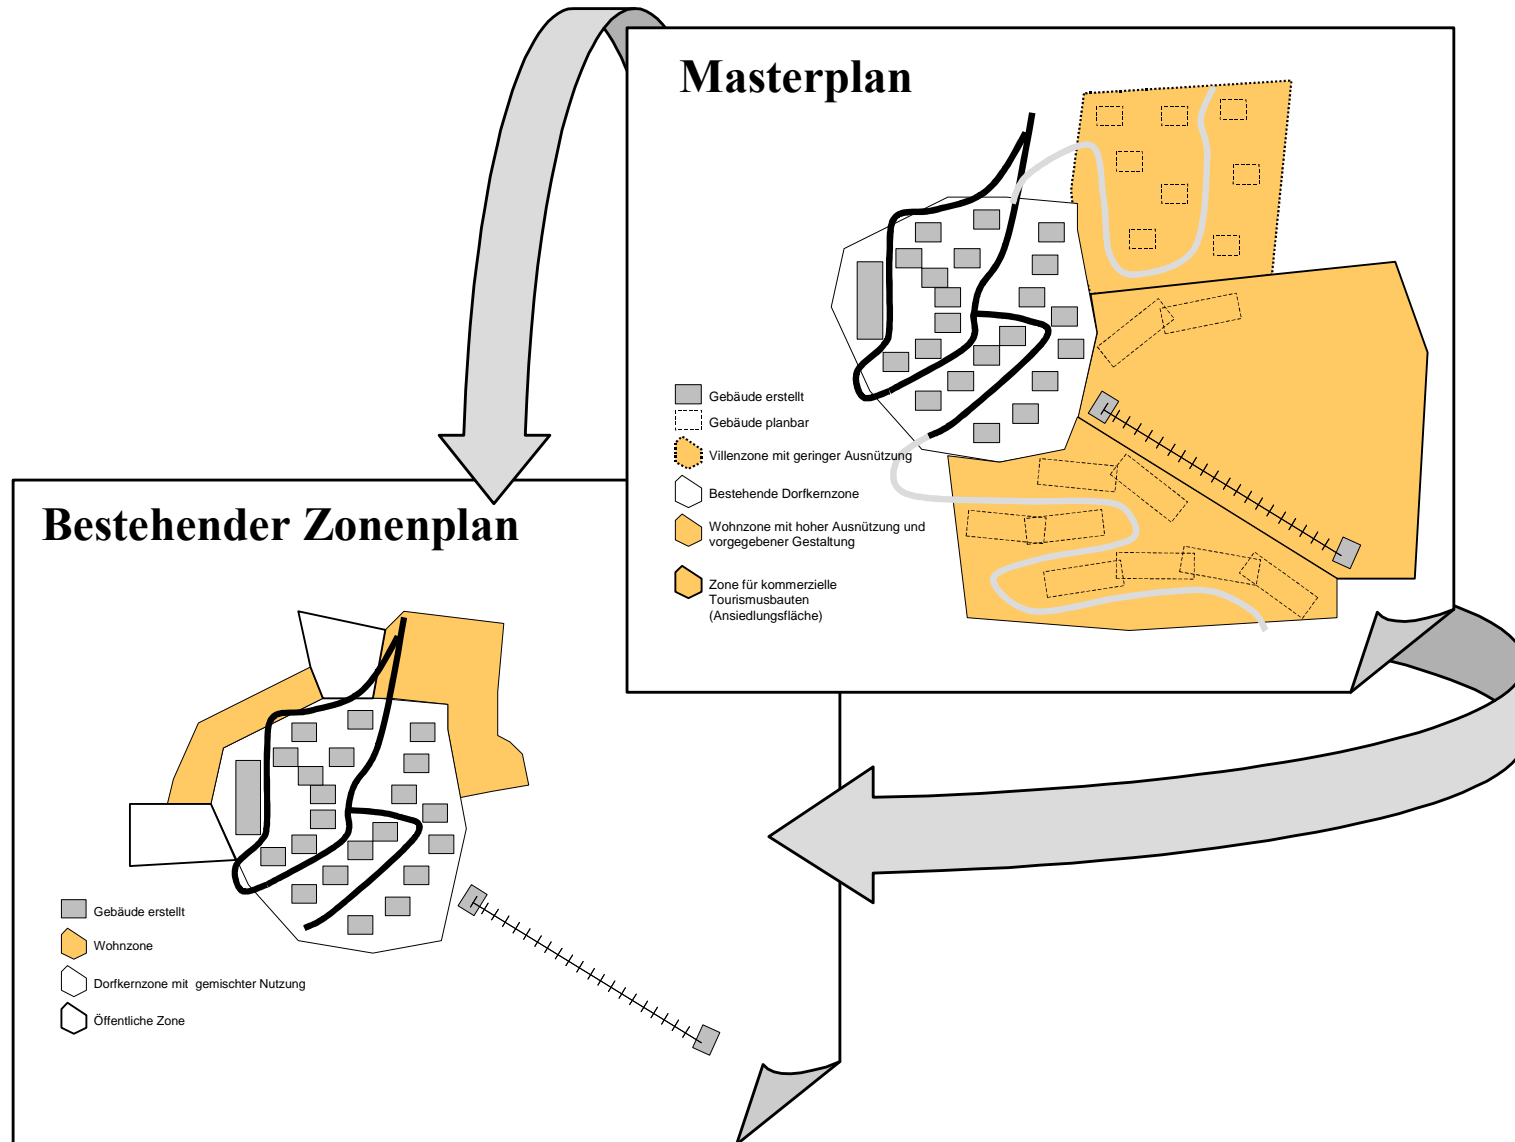 Masterplan
Gebäude erstellt
Gebäude planbar
Villenzone mit geringer Ausnützung
Bestehende Dorfkernzone
Wohnzone mit hoher Ausnützung und
vorgegebener Gestaltung
Zone für kommerzielle
Tourismusbauten
(Ansiedlungsfläche)
Bestehender Zonenplan
Gebäude erstellt
Wohnzone
Dorfkernzone mit gemischter Nutzung
Öffentliche Zone